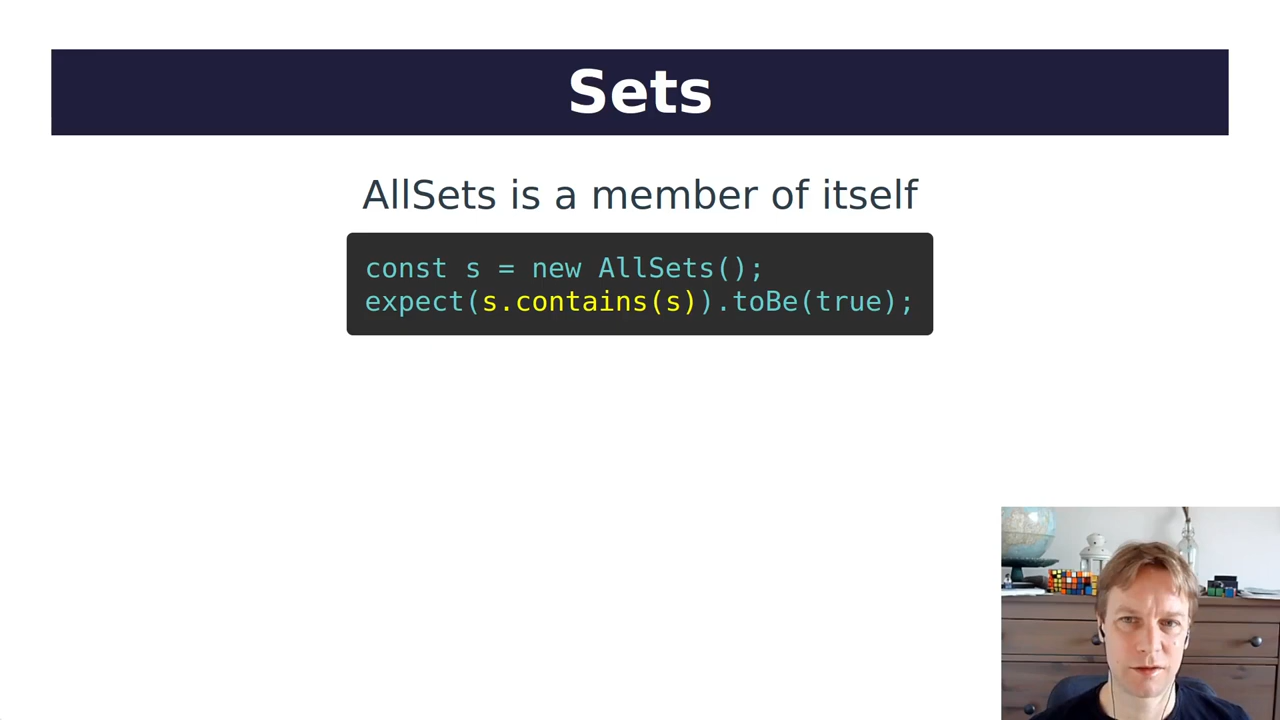 Sets
AllSets is a member of itself
const s = new AllSets();
expect(s.contains(s)).toBe(true);